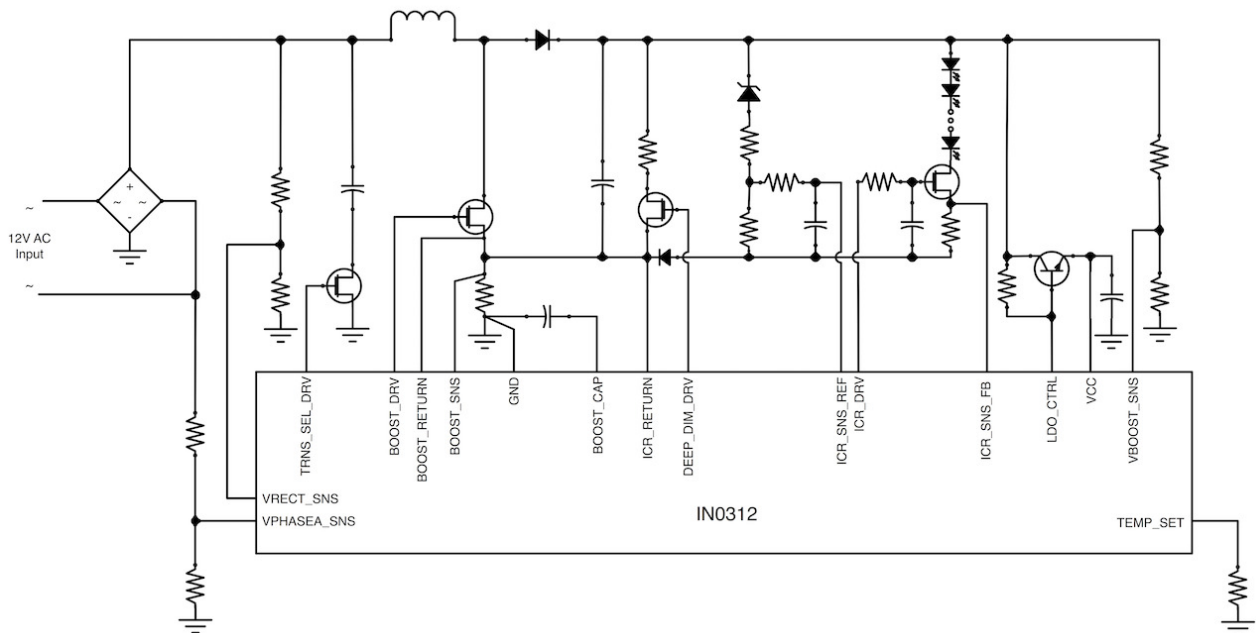 ~
12V AC
Input
~
+
~ ~
-
TRNS_SEL_DRV
BOOST_DRV
BOOST_RETURN
BOOST_SNS
GND
BOOST_CAP
ICR_RETURN
DEEP_DIM_DRV
ICR_SNS_REF
ICR_DRV
ICR_SNS_FB
LDO_CTRL
VCC
VBOOST_SNS
VRECT_SNS
VPHASEA_SNS
IN0312
TEMP_SET